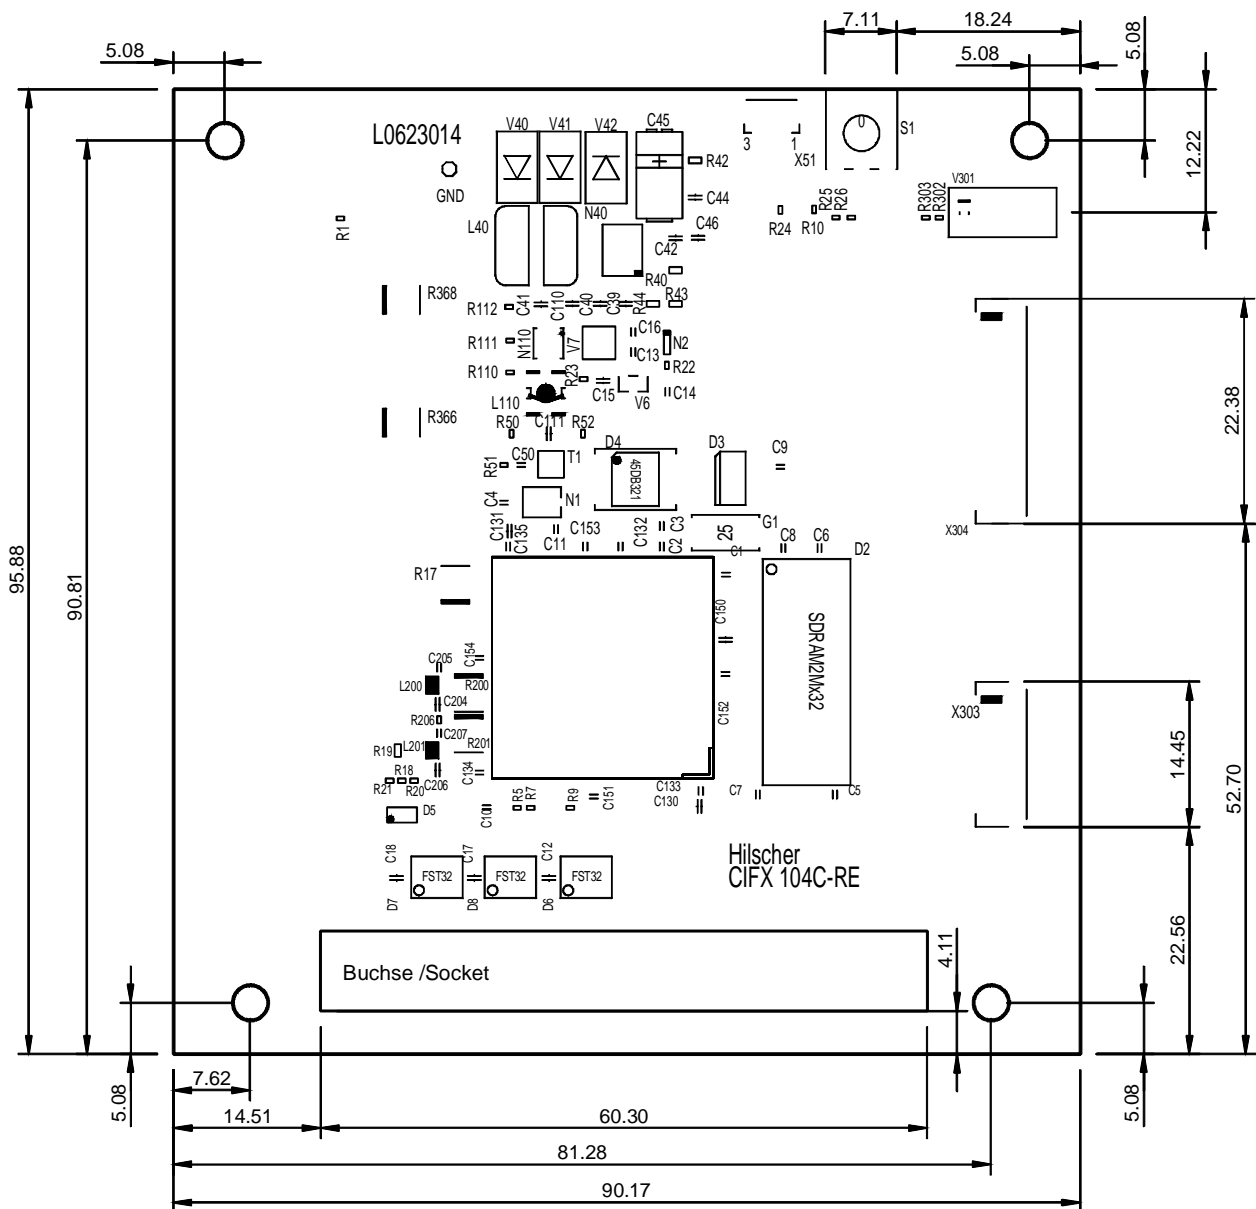 7.11
18.24
5.08
5.08
5.08
L0623014
V40
V41
V42
C45
S1
3
1
X51
R42
12.22
GND
V301
C44
N40
R25
R26
R303
R302
R1
L40
R24
R10
C46
C42
R40
R368
R43
R112
C41
C110
C40
C39
R44
C16
R111
N110
V7
N2
C13
R22
R110
R23
C15
C14
V6
L110
22.38
R366
C111
R50
R52
D4
D3
C9
45DB321
R51
C50
T1
C4
N1
C131
C135
C11
C153
C132
C3
C2
25
G1
C1
C8
C6
D2
X304
95.88
90.81
R17
C150
SDRAM2Mx32
C205
C154
L200
R200
C204
R206
C207
C152
X303
R19
L201
R201
14.45
52.70
R18
C134
R21
R20
C206
C133
C130
C7
C5
D5
C10
R5
R7
R9
C151
Hilscher
CIFX 104C-RE
C18
FST32
C17
FST32
C12
FST32
D7
D8
D6
22.56
4.11
Buchse /Socket
7.62
5.08
5.08
14.51
60.30
81.28
90.17